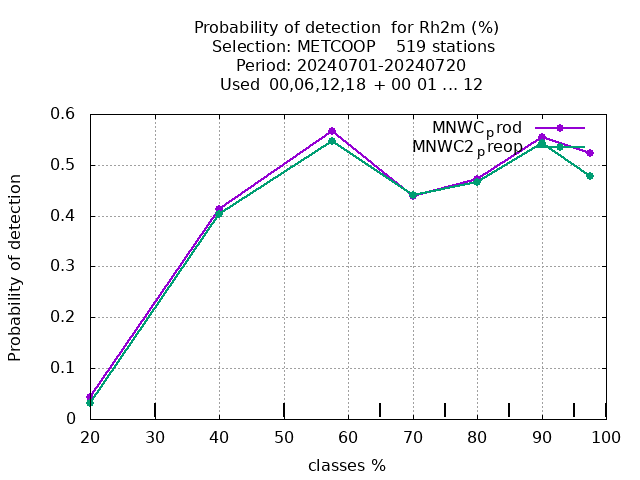 Probability of detection for Rh2m (%)
Selection: METCOOP 519 stations
Period: 20240701-20240720
Used 00,06,12,18 + 00 01 ... 12
MNWC_prod
MNWC2_preop
Probability of detection
0.6
0.5
0.4
0.3
0.2
0.1
0
20 30 40 50 60 70 80 90 100
classes %